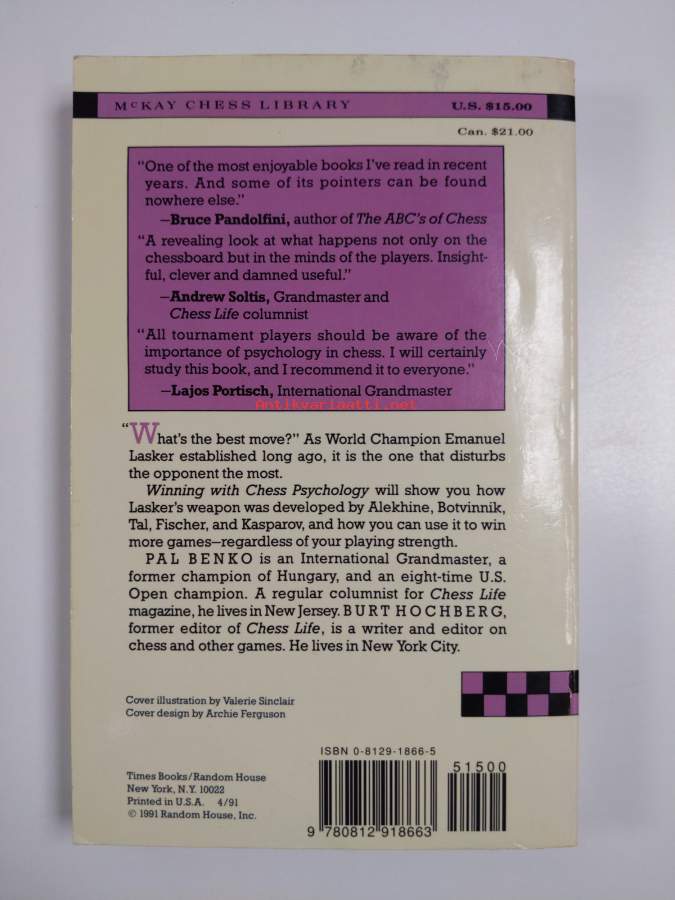 McKAY CHESS LIBRARY U.S. $15.00
Can. $21.00
"One of the most enjoyable books I've read in recent
years. And some of its pointers can be found
nowhere else."
—Bruce Pandolfini, author of The ABC's of Chess
"A revealing look at what happens not only on the
chessboard but in the minds of the players. Insight-
ful, clever and damned useful."
—Andrew Soltis, Grandmaster and
Chess Life columnist
"All tournament players should be aware of the
importance of psychology in chess. I will certainly
study this book, and I recommend it to everyone."
—Lajos Portisch, International Grandmaster
Antikvariaatti.net
"What's the best move?" As World Champion Emanuel
Lasker established long ago, it is the one that disturbs
the opponent the most.
Winning with Chess Psychology will show you how
Lasker's weapon was developed by Alekhine, Botvinnik,
Tal, Fischer, and Kasparov, and how you can use it to win
more games—regardless of your playing strength.
PAL BENKO is an International Grandmaster, a
former champion of Hungary, and an eight-time U.S.
Open champion. A regular columnist for Chess Life
magazine, he lives in New Jersey. BURT HOCHBERG,
former editor of Chess Life, is a writer and editor on
chess and other games. He lives in New York City.
Cover illustration by Valerie Sinclair
Cover design by Archie Ferguson
Times Books/Random House
New York, N.Y. 10022
Printed in U.S.A. 4/91
© 1991 Random House, Inc.
ISBN 0-8129-1866-5
51500
9 780812 918663